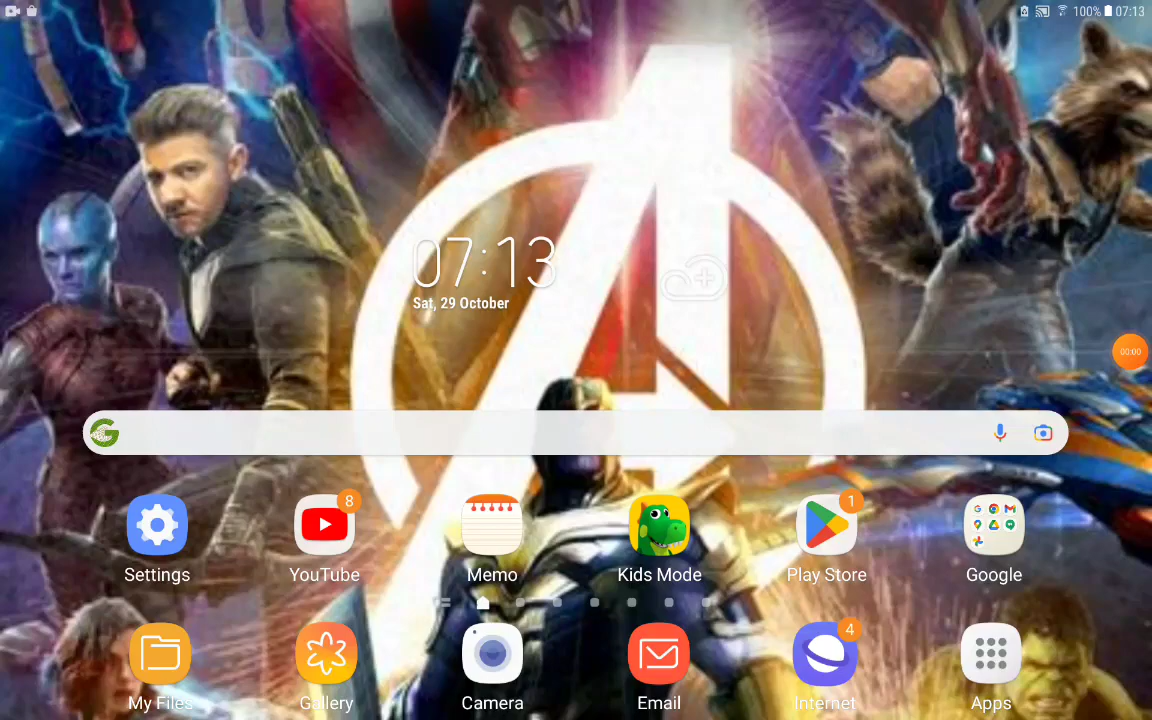 100% 07:13
07:13
Sat, 29 October
00:00
8
1
Settings
YouTube
Memo
Kids Mode
Play Store
Google
4
My Files
Gallery
Camera
Email
Internet
Apps